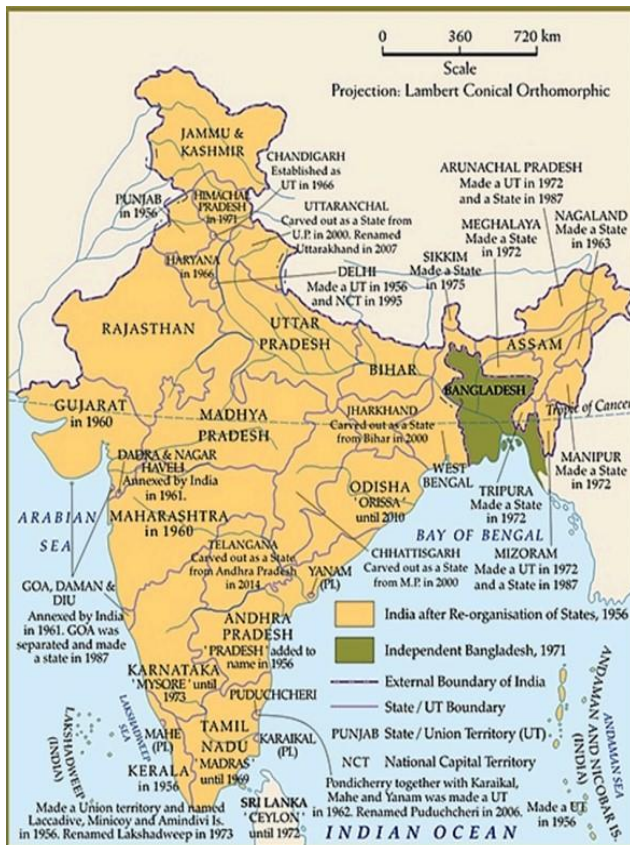 0 360 720 km
Scale
Projection: Lambert Conical Orthomorphic
JAMMU &
KASHMIR
CHANDIGARH
Established as
UT in 1966
PUNJAB
in 1956
HIMACHAL
PRADESH
in 1971
UTTARANCHAL
Carved out as a State from
U.P. in 2000. Renamed
Uttarakhand in 2007
ARUNACHAL PRADESH
Made a UT in 1972
and a State in 1987
MEGHALAYA
Made a State
in 1972
NAGALAND
Made a State
in 1963
HARYANA
in 1966
DELHI
Made a UT in 1956
and NCT in 1995
SIKKIM
Made a State
in 1975
RAJASTHAN
UTTAR
PRADESH
ASSAM
BIHAR
BANGLADESH
GUJARAT
in 1960
MADHYA
PRADESH
JHARKHAND
Carved out as a State
from Bihar in 2000
Tropic of Cancer
DADRA & NAGAR
HAVELI
Annexed by India
in 1961.
WEST
BENGAL
MANIPUR
Made a State
in 1972
ODISHA
'ORISSA'
until 2010
TRIPURA
Made a State
in 1972
ARABIAN
SEA
MAHARASHTRA
in 1960
BAY OF BENGAL
TELANGANA
Carved out as a State
from Andhra Pradesh
in 2014
CHHATTISGARH
Carved out as a State
from M.P. in 2000
MIZORAM
Made a UT in 1972
and a State in 1987
YANAM
(PI.)
GOA, DAMAN &
DIU
Annexed by India
in 1961. GOA was
separated and made
a state in 1987
ANDHRA
PRADESH
'PRADESH' added to
name in 1956
India after Re-organisation of States, 1956
Independent Bangladesh, 1971
External Boundary of India
State / UT Boundary
PUNJAB State / Union Territory (UT)
NCT National Capital Territory
KARNATAKA
'MYSORE' until
1973
PUDUCHCHERI
LAKSHADWEEP
SEA
LAKSHADWEEP
(INDIA)
MAHE
(PI.)
TAMIL
NADU
'MADRAS'
until 1969
KARAIKAL
(PI.)
KERALA
in 1956
Pondicherry together with Karaikal,
Mahe and Yanam was made a UT
in 1962. Renamed Puducheri in 2006.
ANDAMAN AND NICOBAR IS.
(INDIA)
ANDAMAN SEA
Made a UT
in 1956
Made a Union territory and named
Laccadive, Minicoy and Amindivi Is.
in 1956. Renamed Lakshadweep in 1973
SRI LANKA
'CEYLON'
until 1972
INDIAN OCEAN